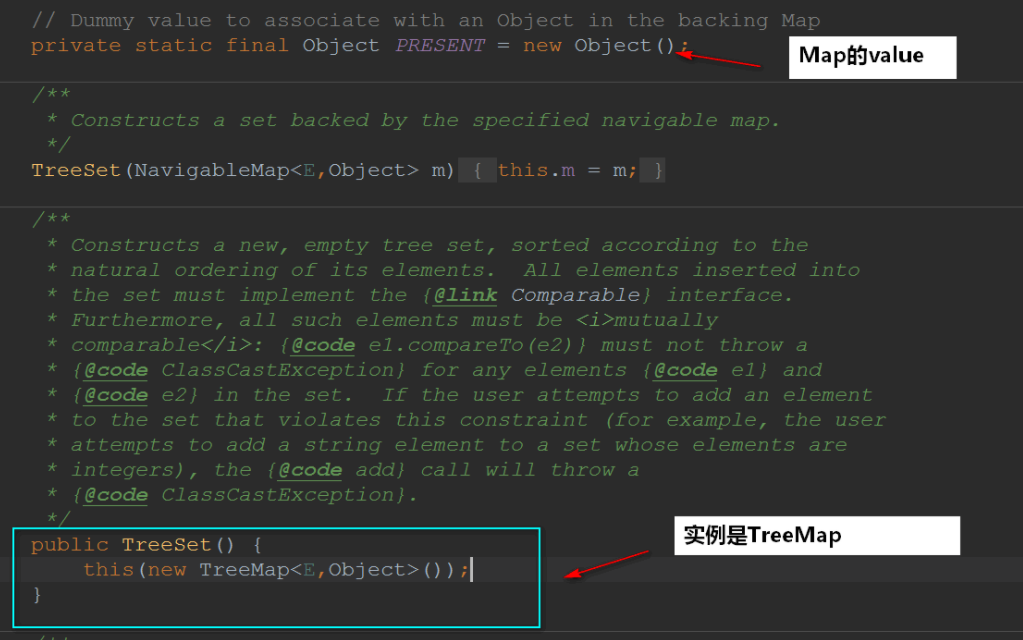 // Dummy value to associate with an Object in the backing Map
private static final Object PRESENT = new Object();
Map的value
/**
* Constructs a set backed by the specified navigable map.
*/
TreeSet(NavigableMap<E,Object> m) { this.m = m; }
/**
* Constructs a new, empty tree set, sorted according to the
* natural ordering of its elements.  All elements inserted into
* the set must implement the {@link Comparable} interface.
* Furthermore, all such elements must be <i>mutually
* comparable</i>: {@code e1.compareTo(e2)} must not throw a
* {@code ClassCastException} for any elements {@code e1} and
* {@code e2} in the set.  If the user attempts to add an element
* to the set that violates this constraint (for example, the user
* attempts to add a string element to a set whose elements are
* integers), the {@code add} call will throw a
* {@code ClassCastException}.
*/
public TreeSet() {
实例是TreeMap
this(new TreeMap<E,Object>());
}
/**